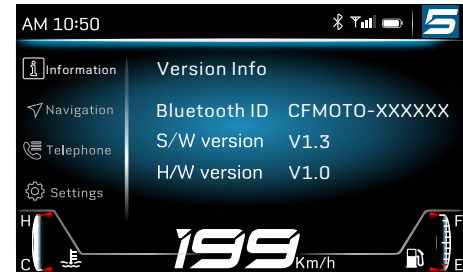 AM 10:50
5
Information
Version Info
Navigation
Bluetooth ID CFMOTO-XXXXXX
Telephone
S/W version V1.3
H/W version V1.0
Settings
H F
C 199 Km/h E